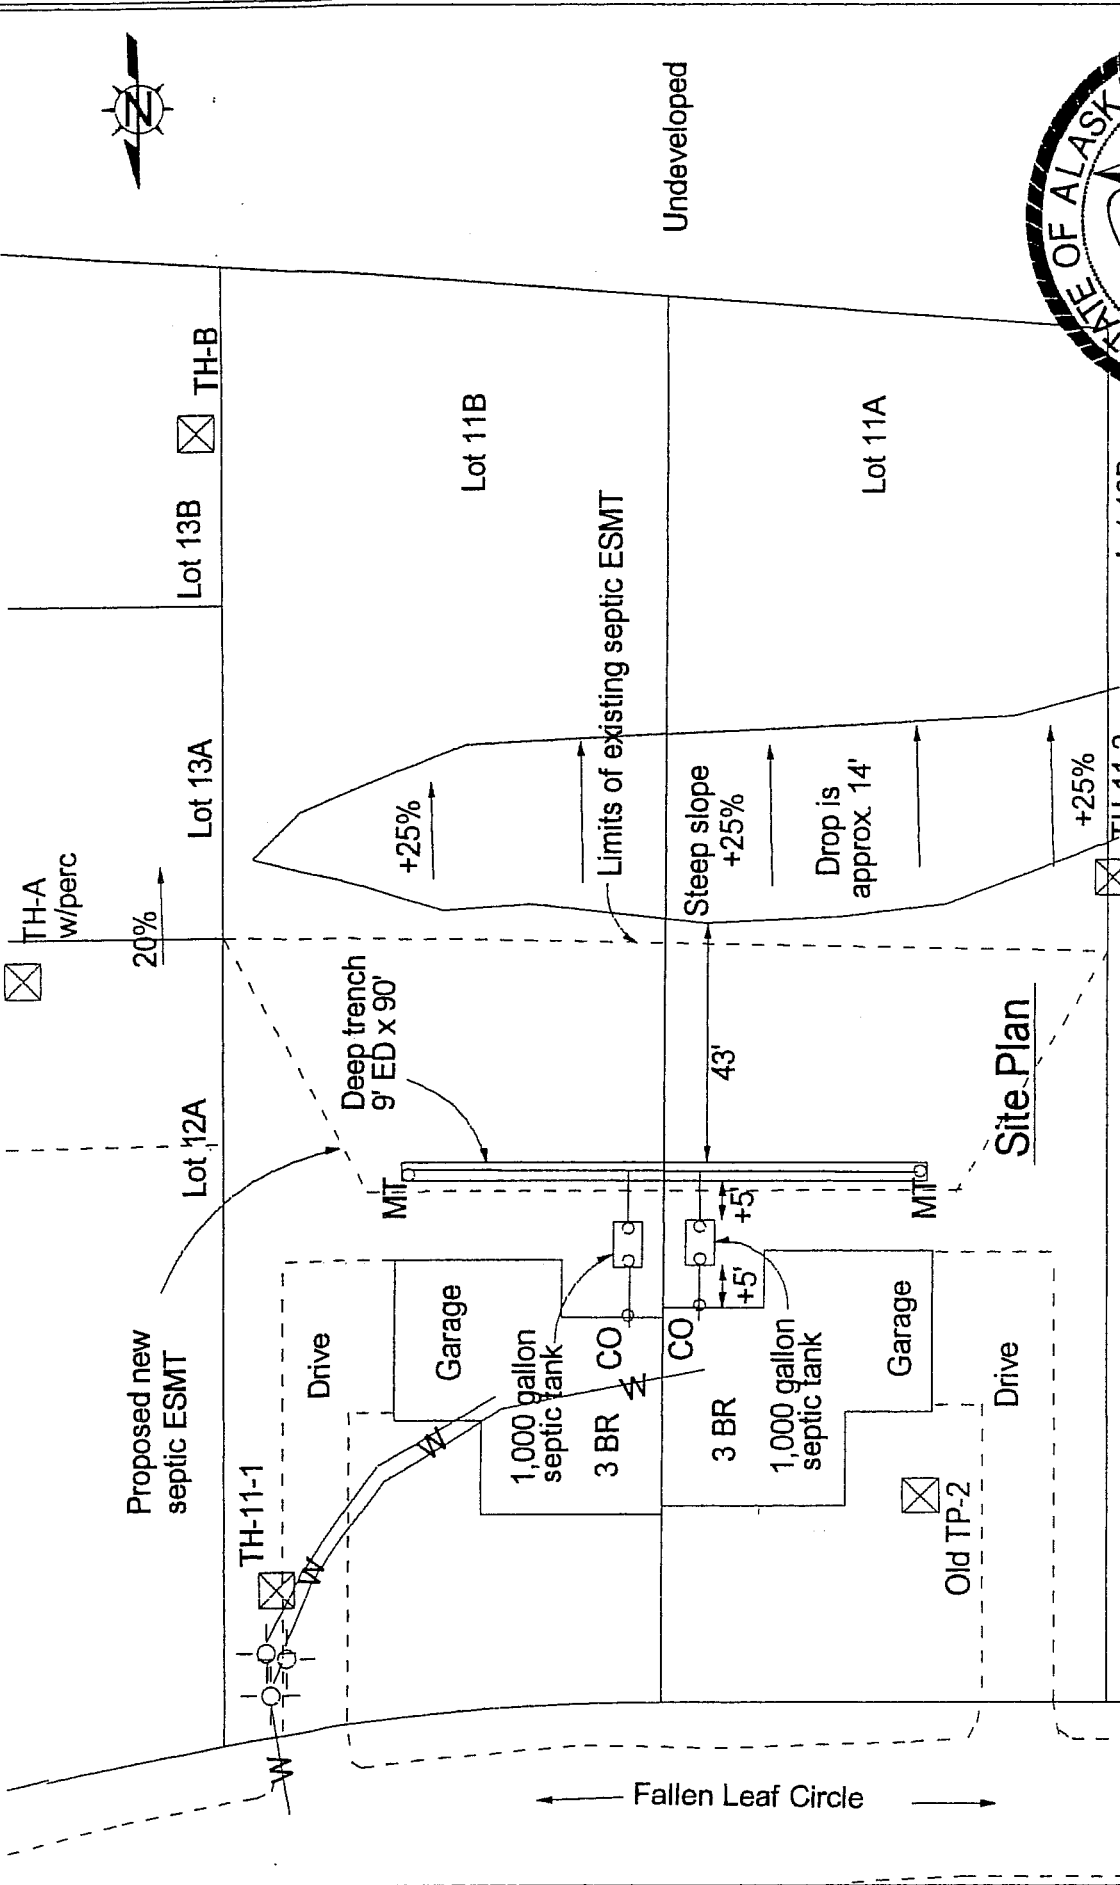 N
Undeveloped
STATE OF ALASK
TH-B
Lot 13B
Lot 11B
Lot 11A
Lot 13A
TH-A
w/perc
20%
+25%
Limits of existing septic ESMT
Steep slope
+25%
Drop is
approx. 14'
+25%
Lot 12A
Deep trench
9' ED x 90'
43'
Site Plan
MT
MT
+5'
+5'
Proposed new
septic ESMT
Drive
Garage
1,000 gallon
septic tank
CO
CO
3 BR
3 BR
1,000 gallon
septic tank
Garage
Drive
TH-11-1
W
W
W
W
Old TP-2
Fallen Leaf Circle